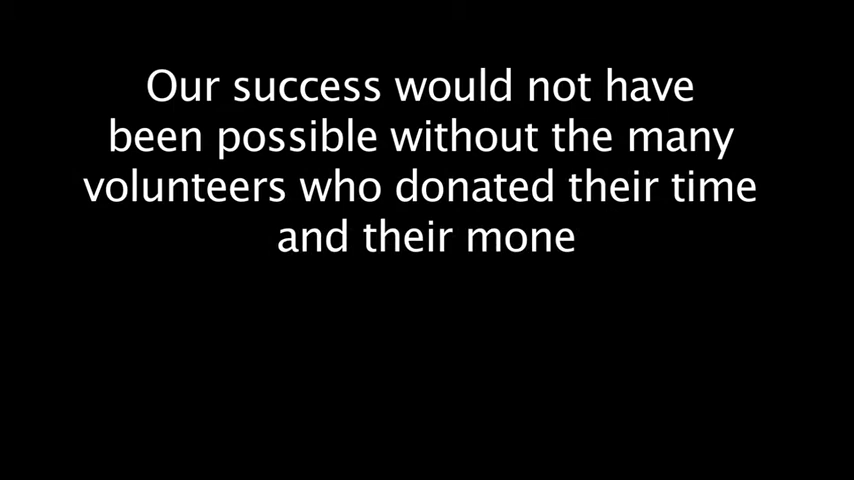 Our success would not have
been possible without the many
volunteers who donated their time
and their mone